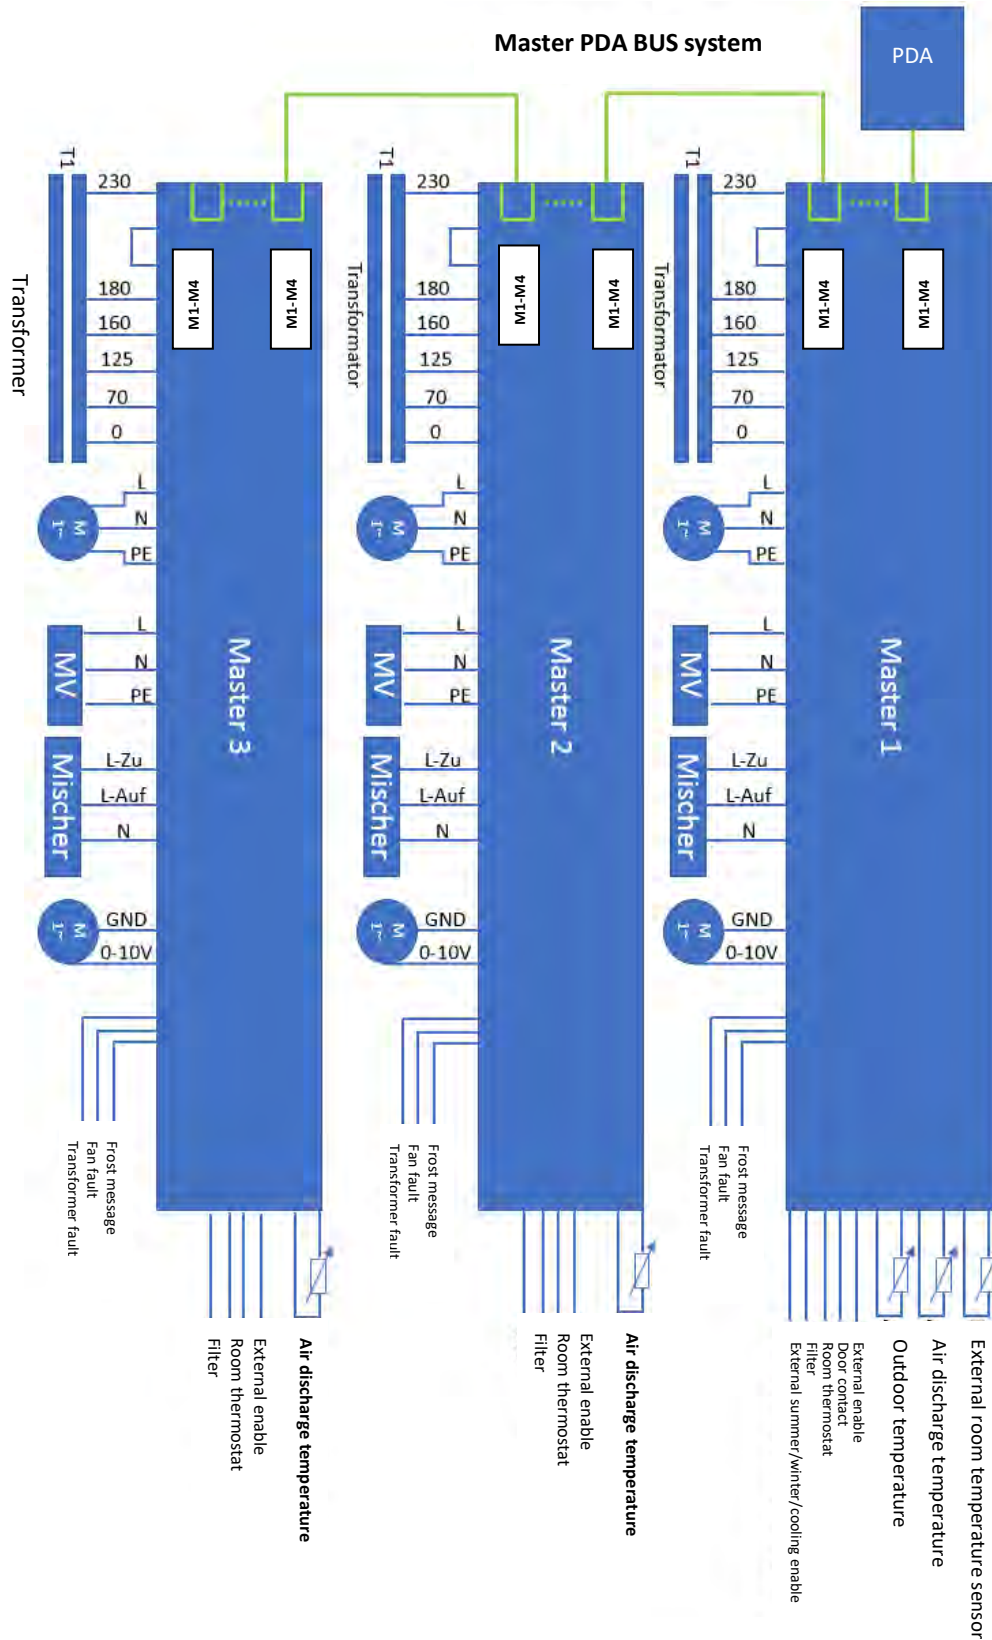 Master PDA BUS system
PDA
T1
230
180
160
125
70
0
Transformer
M1-M4
M1-M4
L
N
PE
M
1~
L
N
PE
MV
L-Zu
L-Auf
N
Mischer
GND
0-10V
M
1~
Master 3
Frost message
Fan fault
Transformer fault
Air discharge temperature
External enable
Room thermostat
Filter
T1
230
180
160
125
70
0
Transformator
M1-M4
M1-M4
L
N
PE
M
1~
L
N
PE
MV
L-Zu
L-Auf
N
Mischer
GND
0-10V
M
1~
Master 2
Frost message
Fan fault
Transformer fault
Air discharge temperature
External enable
Room thermostat
Filter
T1
230
180
160
125
70
0
Transformator
M1-M4
M1-M4
L
N
PE
M
1~
L
N
PE
MV
L-Zu
L-Auf
N
Mischer
GND
0-10V
M
1~
Master 1
Frost message
Fan fault
Transformer fault
External room temperature sensor
Air discharge temperature
Outdoor temperature
External enable
Door contact
Room thermostat
Filter
External summer/winter/cooling enable